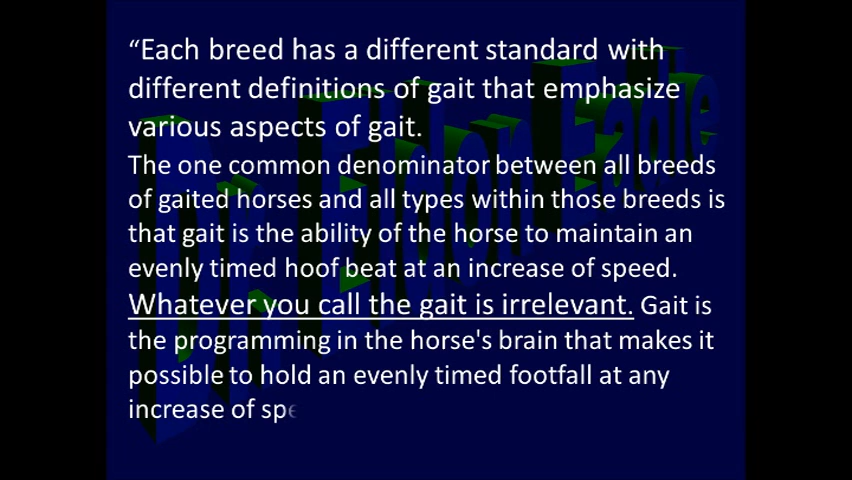 “Each breed has a different standard with
different definitions of gait that emphasize
various aspects of gait.
The one common denominator between all breeds
of gaited horses and all types within those breeds is
that gait is the ability of the horse to maintain an
evenly timed hoof beat at an increase of speed.
Whatever you call the gait is irrelevant. Gait is
the programming in the horse's brain that makes it
possible to hold an evenly timed footfall at any
increase of spe
Dr. Eldon Eadie